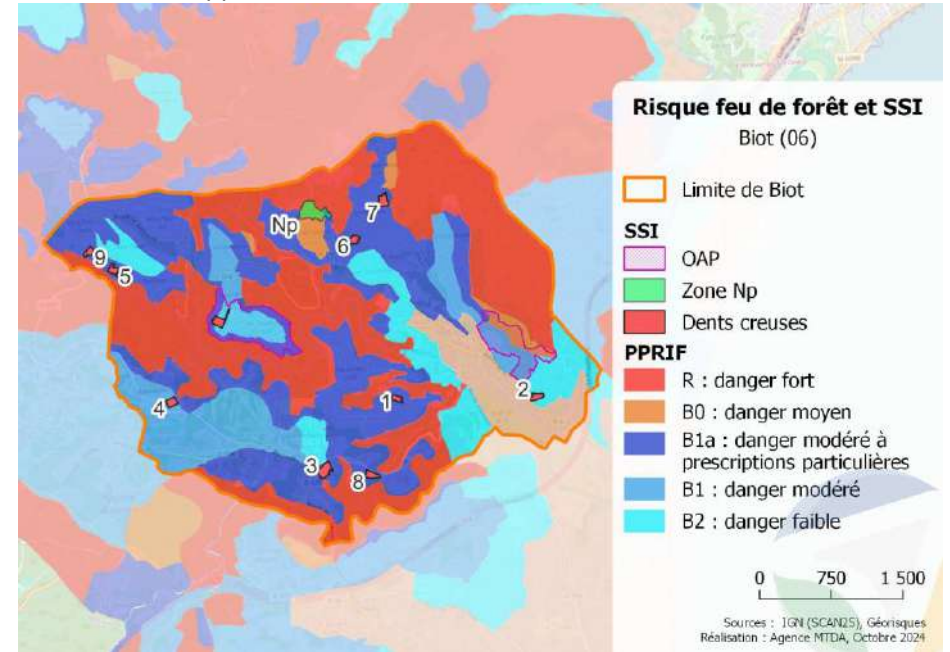 Risque feu de forêt et SSI
Biot (06)
Limite de Biot
SSI
OAP
Zone Np
Dents creuses
PPRIF
R : danger fort
B0 : danger moyen
B1a : danger modéré à
prescriptions particulières
B1 : danger modéré
B2 : danger faible
0 750 1 500
Sources : IGN (SCAN25), Géorisques
Réalisation : Agence MTDA, Octobre 2024
7
Np
6
9
5
4
1
2
3
8